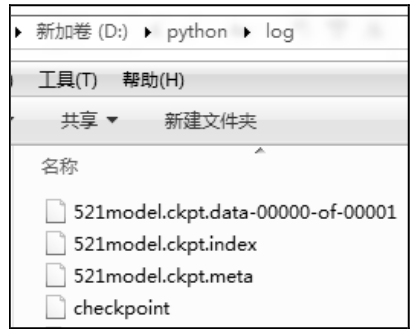 新加卷 (D:) ▸ python ▸ log
工具(T) 帮助(H)
共享 ▼ 新建文件夹
名称
521model.ckpt.data-00000-of-00001
521model.ckpt.index
521model.ckpt.meta
checkpoint